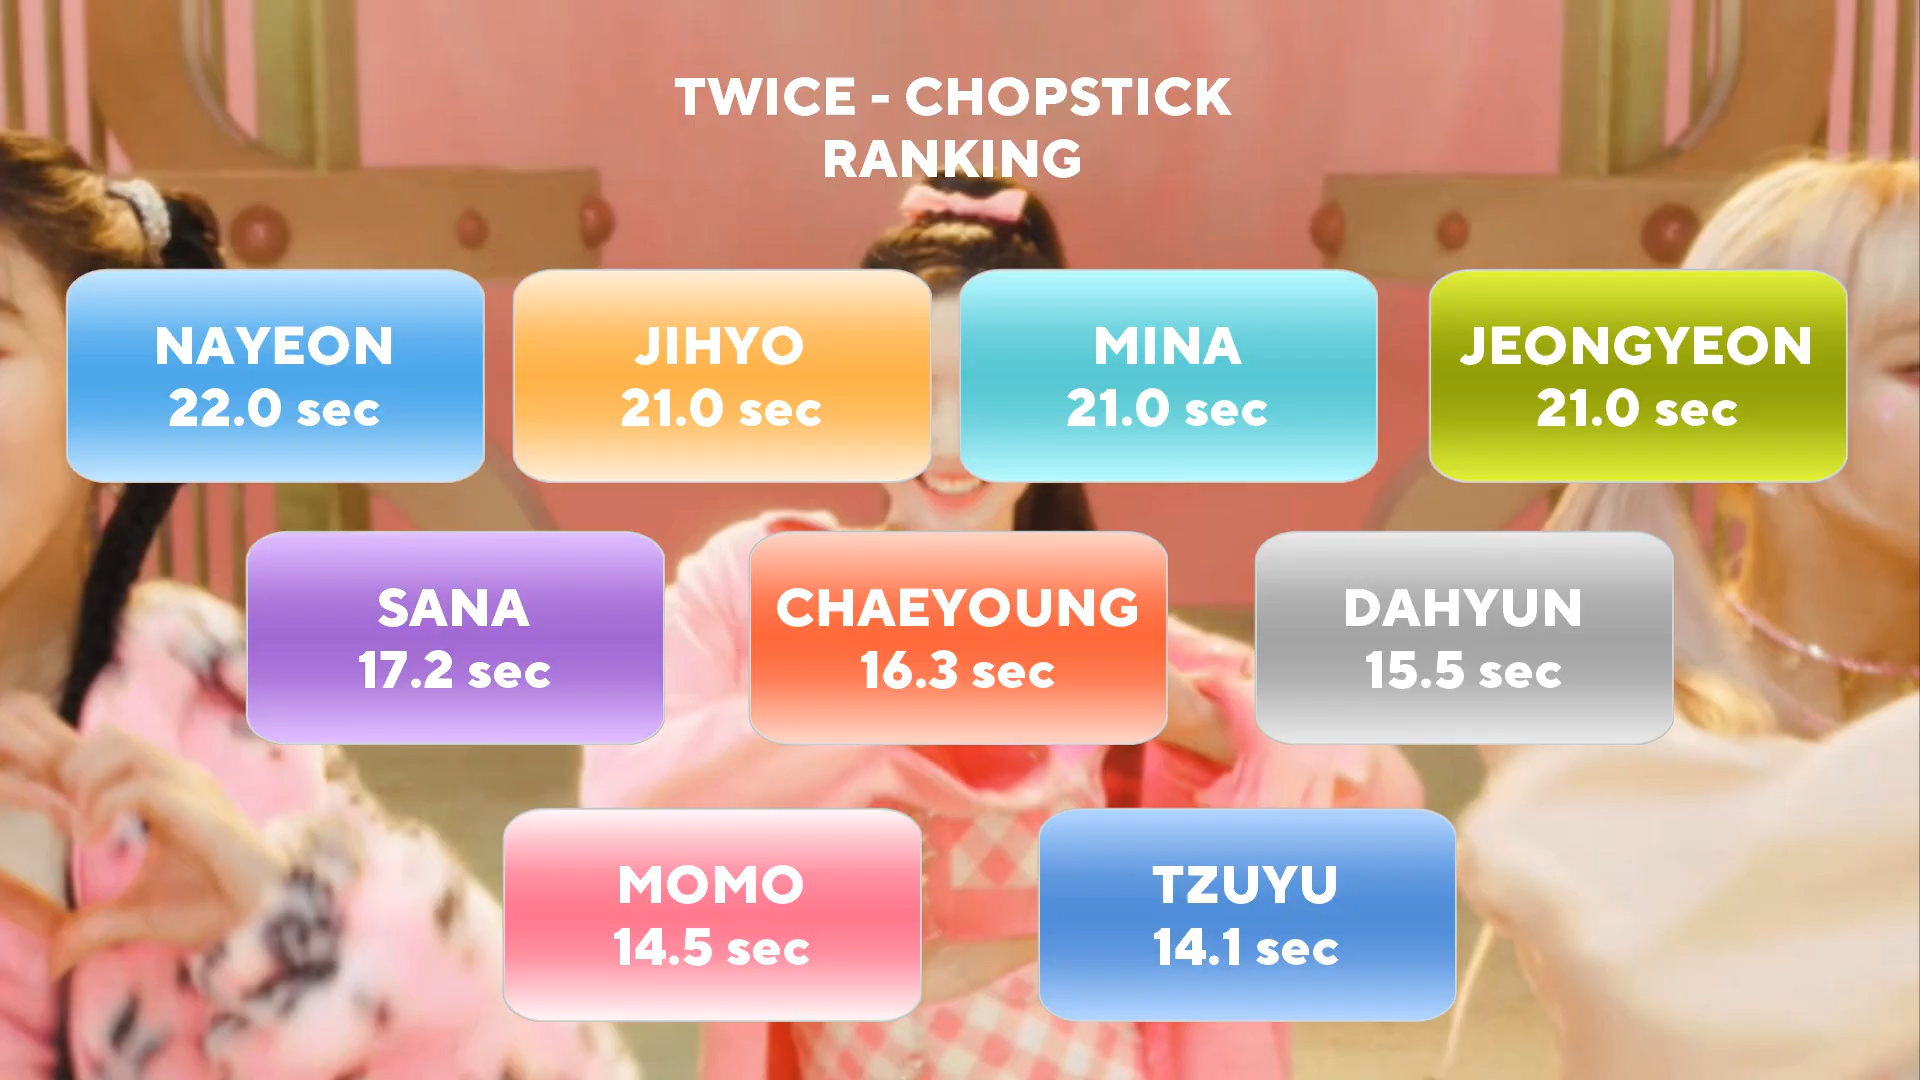 TWICE - CHOPSTICK
RANKING
NAYEON
22.0 sec
JIHYO
21.0 sec
MINA
21.0 sec
JEONGYEON
21.0 sec
SANA
17.2 sec
CHAEYOUNG
16.3 sec
DAHYUN
15.5 sec
MOMO
14.5 sec
TZUYU
14.1 sec